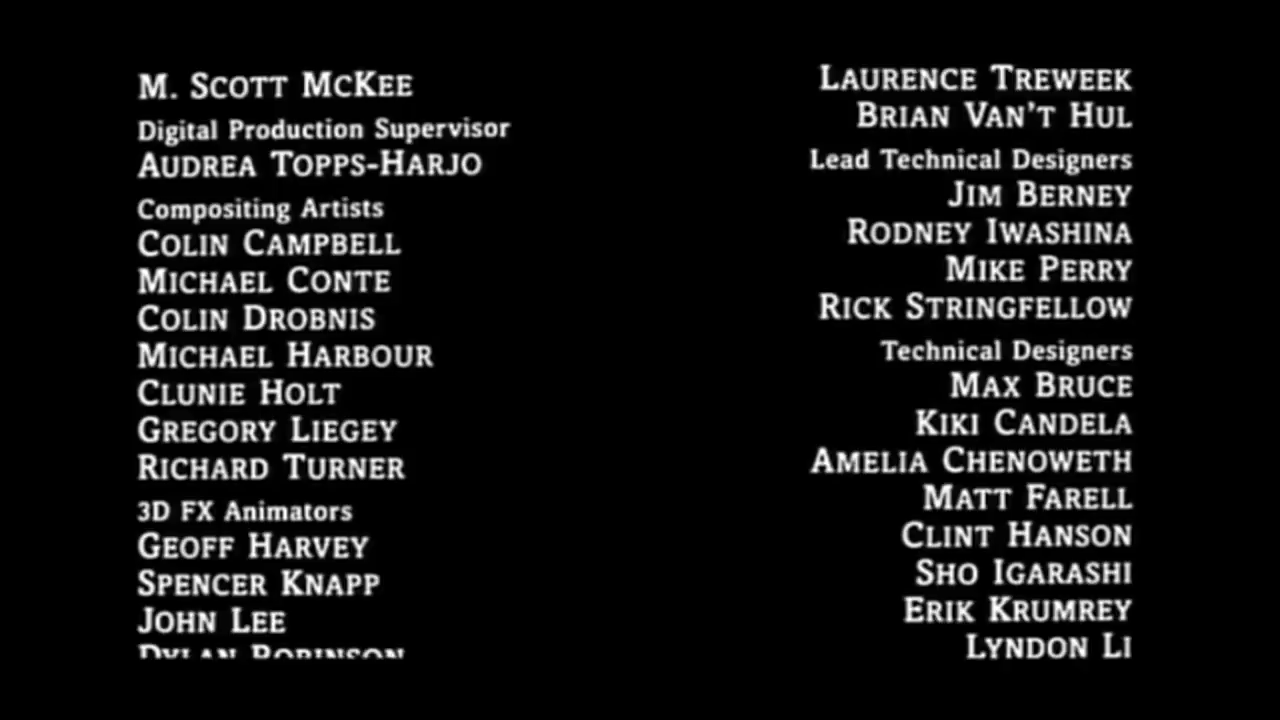 M. SCOTT MCKEE
Digital Production Supervisor
AUDREA TOPPS-HARJO
Compositing Artists
COLIN CAMPBELL
MICHAEL CONTE
COLIN DROBNIS
MICHAEL HARBOUR
CLUNIE HOLT
GREGORY LIEGEY
RICHARD TURNER
3D FX Animators
GEOFF HARVEY
SPENCER KNAPP
JOHN LEE
DYLAN ROBINSON
LAURENCE TREWEEK
BRIAN VAN'T HUL
Lead Technical Designers
JIM BERNEY
RODNEY IWASHINA
MIKE PERRY
RICK STRINGFELLOW
Technical Designers
MAX BRUCE
KIKI CANDELA
AMELIA CHENOWETH
MATT FARELL
CLINT HANSON
SHO IGARASHI
ERIK KRUMREY
LYNDON LI